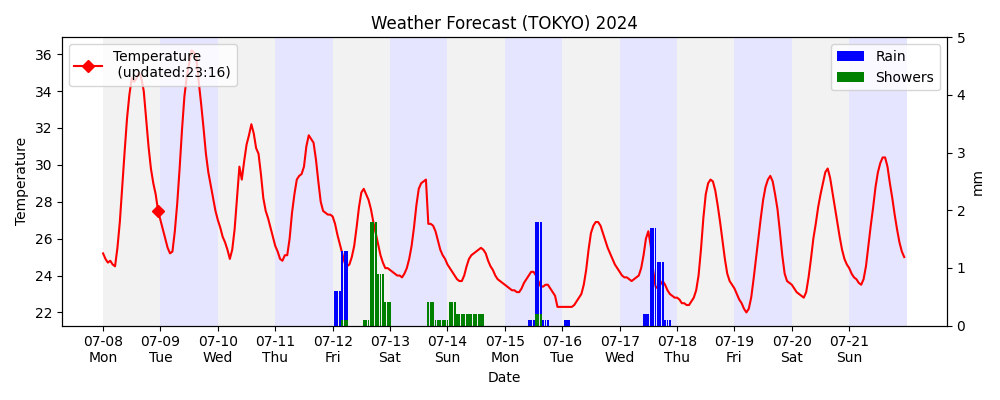 Weather Forecast (TOKYO) 2024
Temperature
(updated:23:16)
Rain
Showers
Temperature
36
34
32
30
28
26
24
22
5
4
3
2
1
0
mm
07-08 07-09 07-10 07-11 07-12 07-13 07-14 07-15 07-16 07-17 07-18 07-19 07-20 07-21
Mon Tue Wed Thu Fri Sat Sun Mon Tue Wed Thu Fri Sat Sun
Date